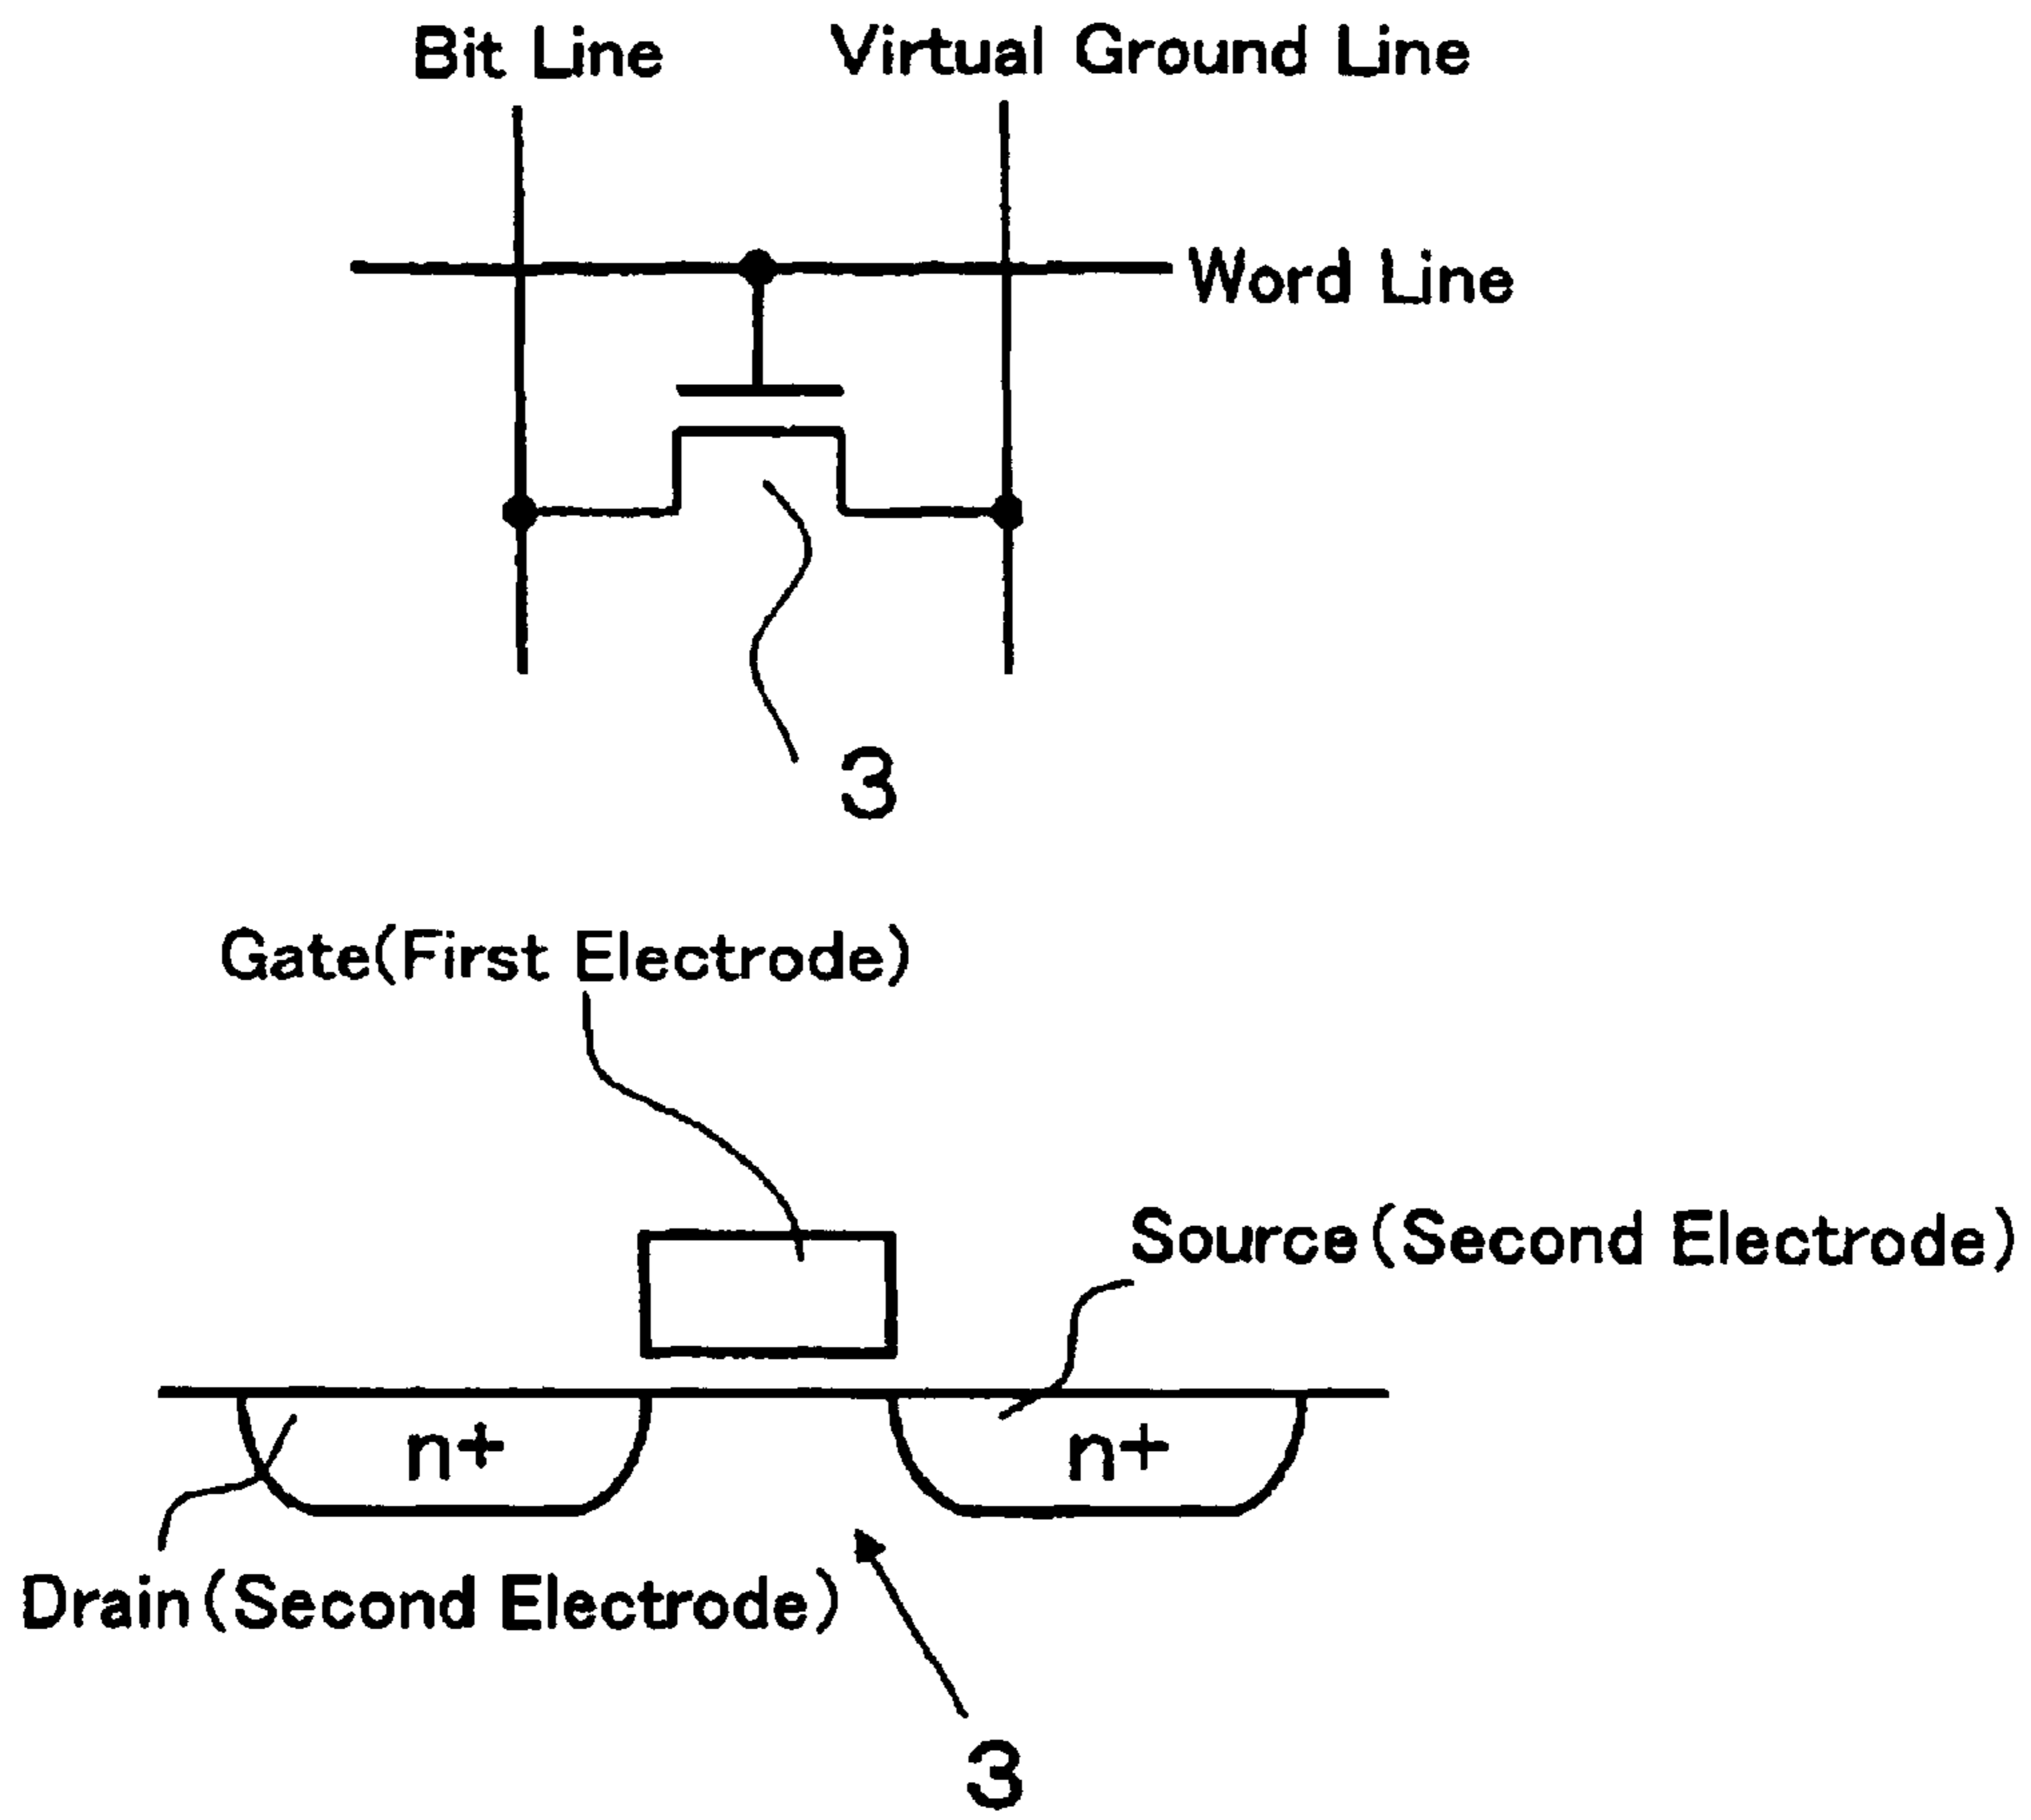 Bit Line
Virtual Ground Line
Word Line
3
Gate(First Electrode)
Source(Second Electrode)
n+
n+
Drain(Second Electrode)
3